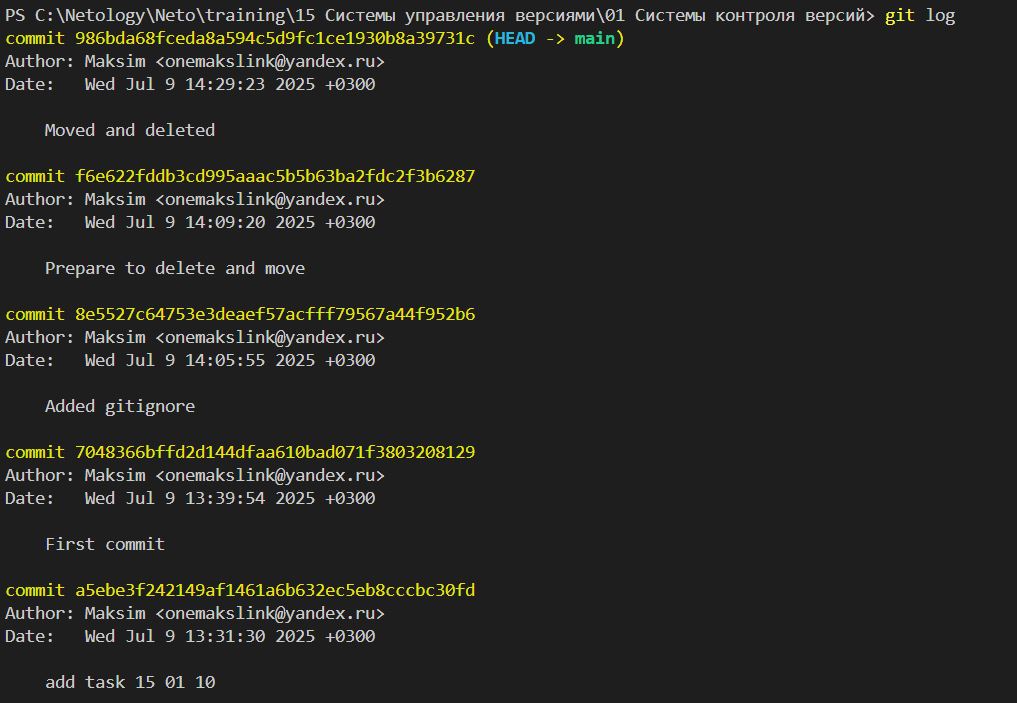 PS C:\Netology\Neto\training\15 Системы управления версиями\01 Системы контроля версий> git log
commit 986bda68fceda8a594c5d9fc1ce1930b8a39731c (HEAD -> main)
Author: Maksim <onemakslink@yandex.ru>
Date:   Wed Jul 9 14:29:23 2025 +0300
    Moved and deleted
commit f6e622fddb3cd995aaac5b5b63ba2fdc2f3b6287
Author: Maksim <onemakslink@yandex.ru>
Date:   Wed Jul 9 14:09:20 2025 +0300
    Prepare to delete and move
commit 8e5527c64753e3deaef57acfff79567a44f952b6
Author: Maksim <onemakslink@yandex.ru>
Date:   Wed Jul 9 14:05:55 2025 +0300
    Added gitignore
commit 7048366bffd2d144dfaa610bad071f3803208129
Author: Maksim <onemakslink@yandex.ru>
Date:   Wed Jul 9 13:39:54 2025 +0300
    First commit
commit a5ebe3f242149af1461a6b632ec5eb8cccbc30fd
Author: Maksim <onemakslink@yandex.ru>
Date:   Wed Jul 9 13:31:30 2025 +0300
    add task 15 01 10